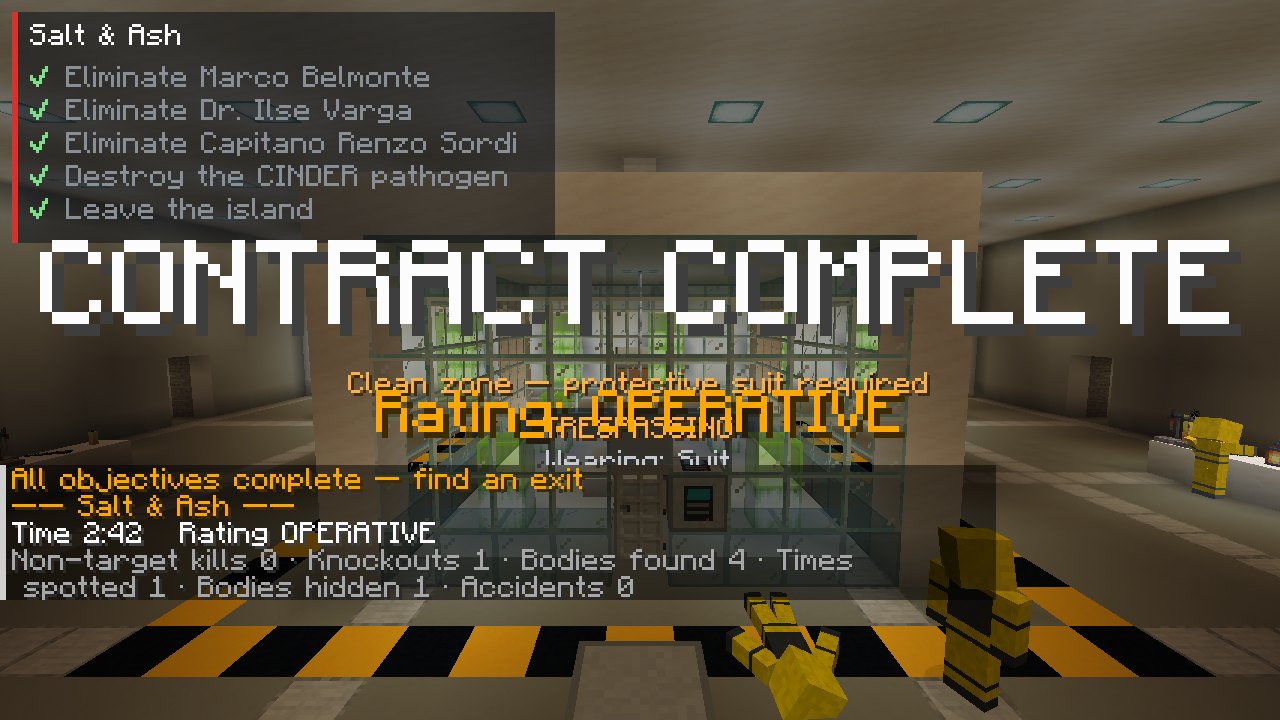 Salt & Ash
✓ Eliminate Marco Belmonte
✓ Eliminate Dr. Ilse Varga
✓ Eliminate Capitano Renzo Sordi
✓ Destroy the CINDER pathogen
✓ Leave the island
CONTRACT COMPLETE
Clean zone — protective suit required
Rating: OPERATIVE
TRESPASSING
Wearing: Suit
All objectives complete — find an exit
—— Salt & Ash ——
Time 2:42 Rating OPERATIVE
Non-target kills 0 · Knockouts 1 · Bodies found 4 · Times
spotted 1 · Bodies hidden 1 · Accidents 0